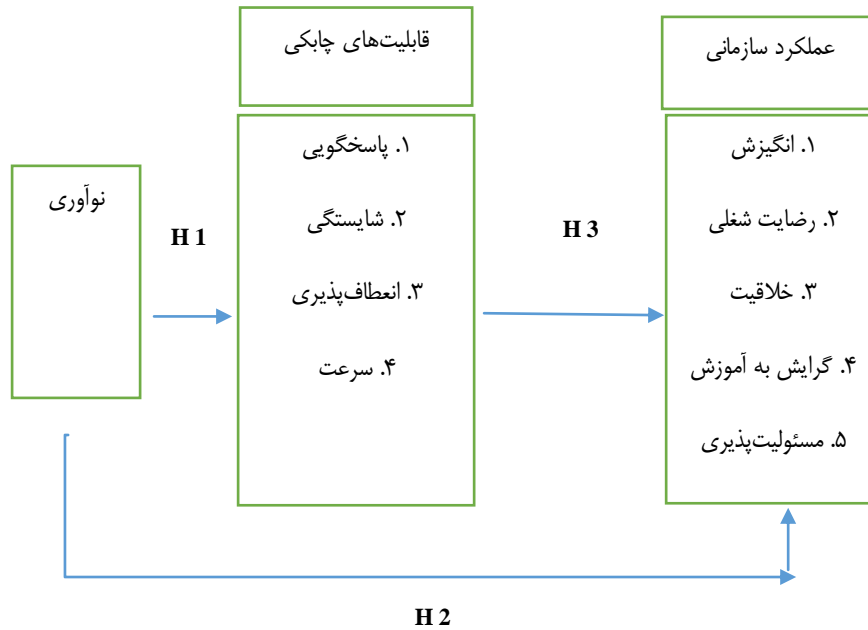 عملکرد سازمانی
۱. انگیزش
۲. رضایت شغلی
۳. خلاقیت
۴. گرایش به آموزش
۵. مسئولیت‌پذیری
H 3
قابلیت‌های چابکی
۱. پاسخگویی
۲. شایستگی
۳. انعطاف‌پذیری
۴. سرعت
H 1
نوآوری
H 2